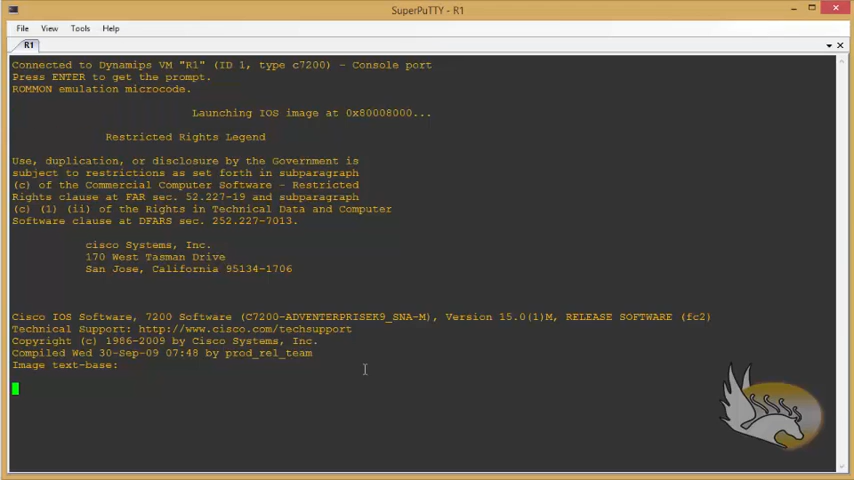 SuperPuTTY - R1
File View Tools Help
R1
Connected to Dynamips VM "R1" (ID 1, type c7200) - Console port
Press ENTER to get the prompt.
ROMMON emulation microcode.
Launching IOS image at 0x80008000...
Restricted Rights Legend
Use, duplication, or disclosure by the Government is
subject to restrictions as set forth in subparagraph
(c) of the Commercial Computer Software - Restricted
Rights clause at FAR sec. 52.227-19 and subparagraph
(c) (1) (ii) of the Rights in Technical Data and Computer
Software clause at DFARS sec. 252.227-7013.
cisco Systems, Inc.
170 West Tasman Drive
San Jose, California 95134-1706
Cisco IOS Software, 7200 Software (C7200-ADVENTERPRISEK9_SNA-M), Version 15.0(1)M, RELEASE SOFTWARE (fc2)
Technical Support: http://www.cisco.com/techsupport
Copyright (c) 1986-2009 by Cisco Systems, Inc.
Compiled Wed 30-Sep-09 07:48 by prod_rel_team
Image text-base: